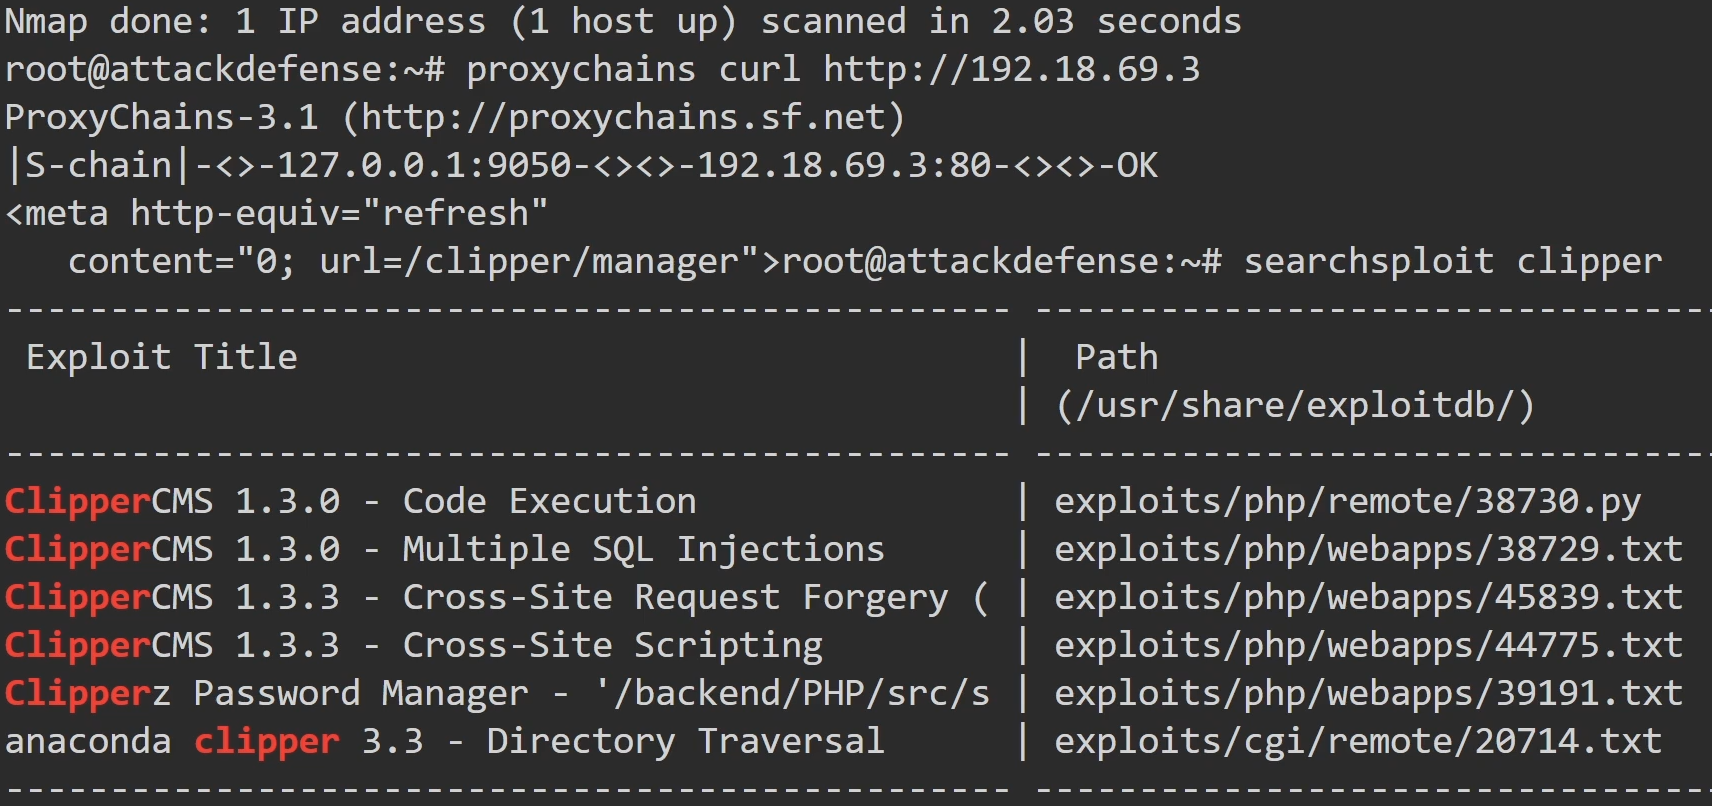 Nmap done: 1 IP address (1 host up) scanned in 2.03 seconds
root@attackdefense:~# proxychains curl http://192.18.69.3
ProxyChains-3.1 (http://proxychains.sf.net)
|S-chain|-<>-127.0.0.1:9050-<><>-192.18.69.3:80-<><>-OK
<meta http-equiv="refresh"
   content="0; url=/clipper/manager">root@attackdefense:~# searchsploit clipper
------------------------------------------------ --------------------------------
 Exploit Title                                  |  Path
                                                | (/usr/share/exploitdb/)
------------------------------------------------ --------------------------------
ClipperCMS 1.3.0 - Code Execution               | exploits/php/remote/38730.py
ClipperCMS 1.3.0 - Multiple SQL Injections      | exploits/php/webapps/38729.txt
ClipperCMS 1.3.3 - Cross-Site Request Forgery ( | exploits/php/webapps/45839.txt
ClipperCMS 1.3.3 - Cross-Site Scripting         | exploits/php/webapps/44775.txt
Clipperz Password Manager - '/backend/PHP/src/s | exploits/php/webapps/39191.txt
anaconda clipper 3.3 - Directory Traversal      | exploits/cgi/remote/20714.txt
------------------------------------------------ --------------------------------